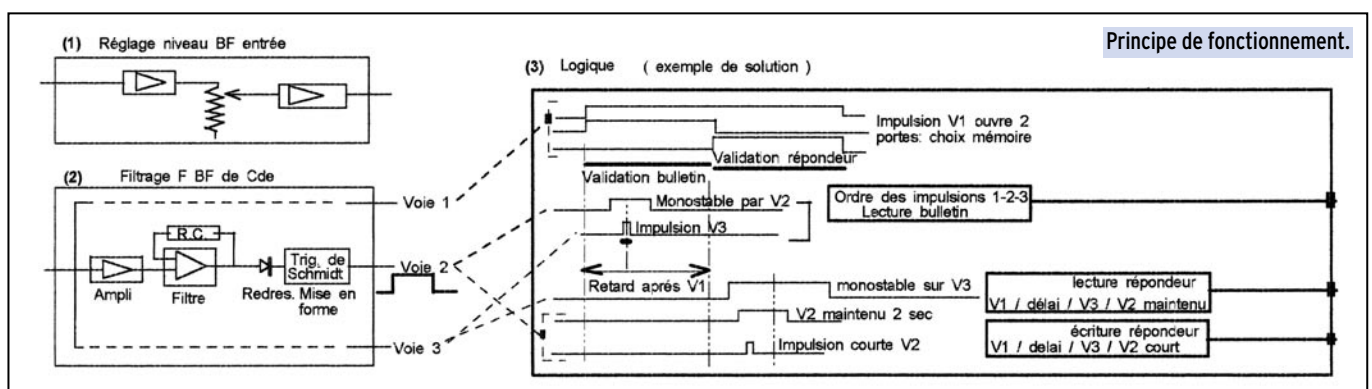 Principe de fonctionnement.
(1) Réglage niveau BF entrée
(2) Filtrage F BF de Cde
Voie 1
R.C.
Trig. de
Schmidt
Voie 2
Ampli
Filtre
Redres. Mise en
forme
Voie 3
(3) Logique ( exemple de solution )
Impulsion V1 ouvre 2
portes: choix mémoire
Validation répondeur
Validation bulletin
Monostable par V2
Impulsion V3
Ordre des impulsions 1-2-3
Lecture bulletin
Retard aprés V1
monostable sur V3
lecture répondeur
V1 / délai / V3 / V2 maintenu
V2 maintenu 2 sec
Impulsion courte V2
écriture répondeur
V1 / delai / V3 / V2 court